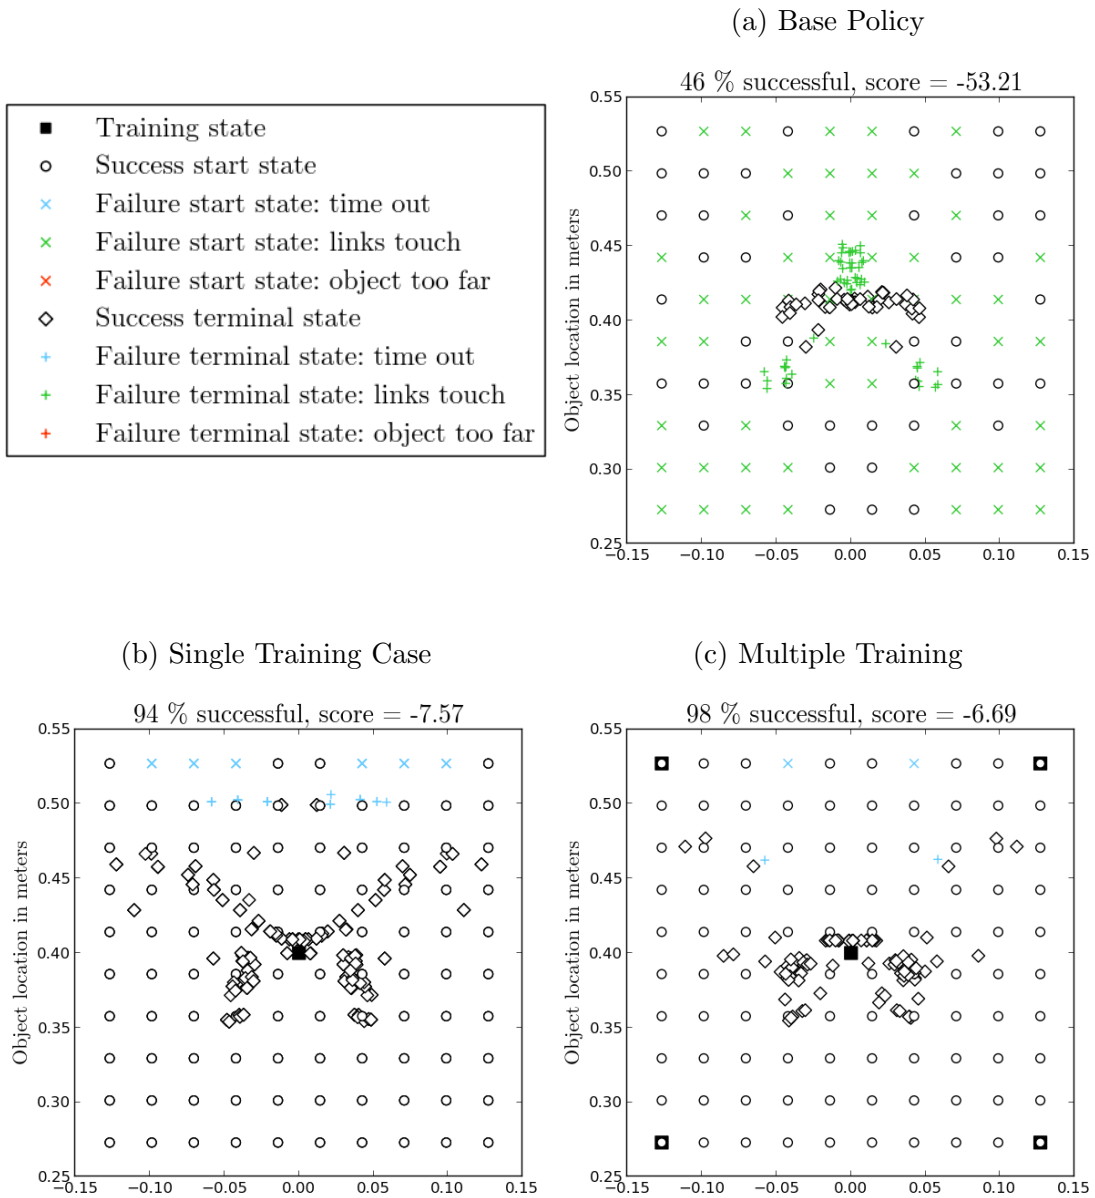 (a) Base Policy
46 % successful, score = -53.21
Training state
Success start state
Failure start state: time out
Failure start state: links touch
Failure start state: object too far
Success terminal state
Failure terminal state: time out
Failure terminal state: links touch
Failure terminal state: object too far
Object location in meters
0.55
0.50
0.45
0.40
0.35
0.30
0.25
−0.15 −0.10 −0.05 0.00 0.05 0.10 0.15
(b) Single Training Case
94 % successful, score = -7.57
Object location in meters
0.55
0.50
0.45
0.40
0.35
0.30
0.25
−0.15 −0.10 −0.05 0.00 0.05 0.10 0.15
(c) Multiple Training
98 % successful, score = -6.69
Object location in meters
0.55
0.50
0.45
0.40
0.35
0.30
0.25
−0.15 −0.10 −0.05 0.00 0.05 0.10 0.15